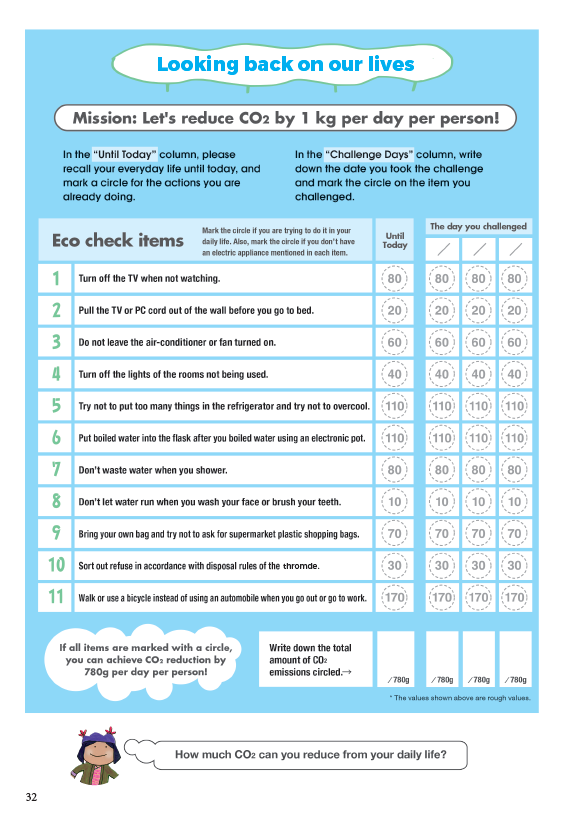 Looking back on our lives
Mission: Let's reduce CO2 by 1 kg per day per person!
In the "Until Today" column, please
recall your everyday life until today, and
mark a circle for the actions you are
already doing.
In the "Challenge Days" column, write
down the date you took the challenge
and mark the circle on the item you
challenged.
Eco check items
Mark the circle if you are trying to do it in your
daily life. Also, mark the circle if you don't have
an electric appliance mentioned in each item.
Until
Today
The day you challenged
/ / /
1 Turn off the TV when not watching. 80 80 80 80
2 Pull the TV or PC cord out of the wall before you go to bed. 20 20 20 20
3 Do not leave the air-conditioner or fan turned on. 60 60 60 60
4 Turn off the lights of the rooms not being used. 40 40 40 40
5 Try not to put too many things in the refrigerator and try not to overcool. 110 110 110 110
6 Put boiled water into the flask after you boiled water using an electronic pot. 110 110 110 110
7 Don't waste water when you shower. 80 80 80 80
8 Don't let water run when you wash your face or brush your teeth. 10 10 10 10
9 Bring your own bag and try not to ask for supermarket plastic shopping bags. 70 70 70 70
10 Sort out refuse in accordance with disposal rules of the thromde. 30 30 30 30
11 Walk or use a bicycle instead of using an automobile when you go out or go to work. 170 170 170 170
If all items are marked with a circle,
you can achieve CO2 reduction by
780g per day per person!
Write down the total
amount of CO2
emissions circled.→
/780g /780g /780g /780g
* The values shown above are rough values.
How much CO2 can you reduce from your daily life?
32